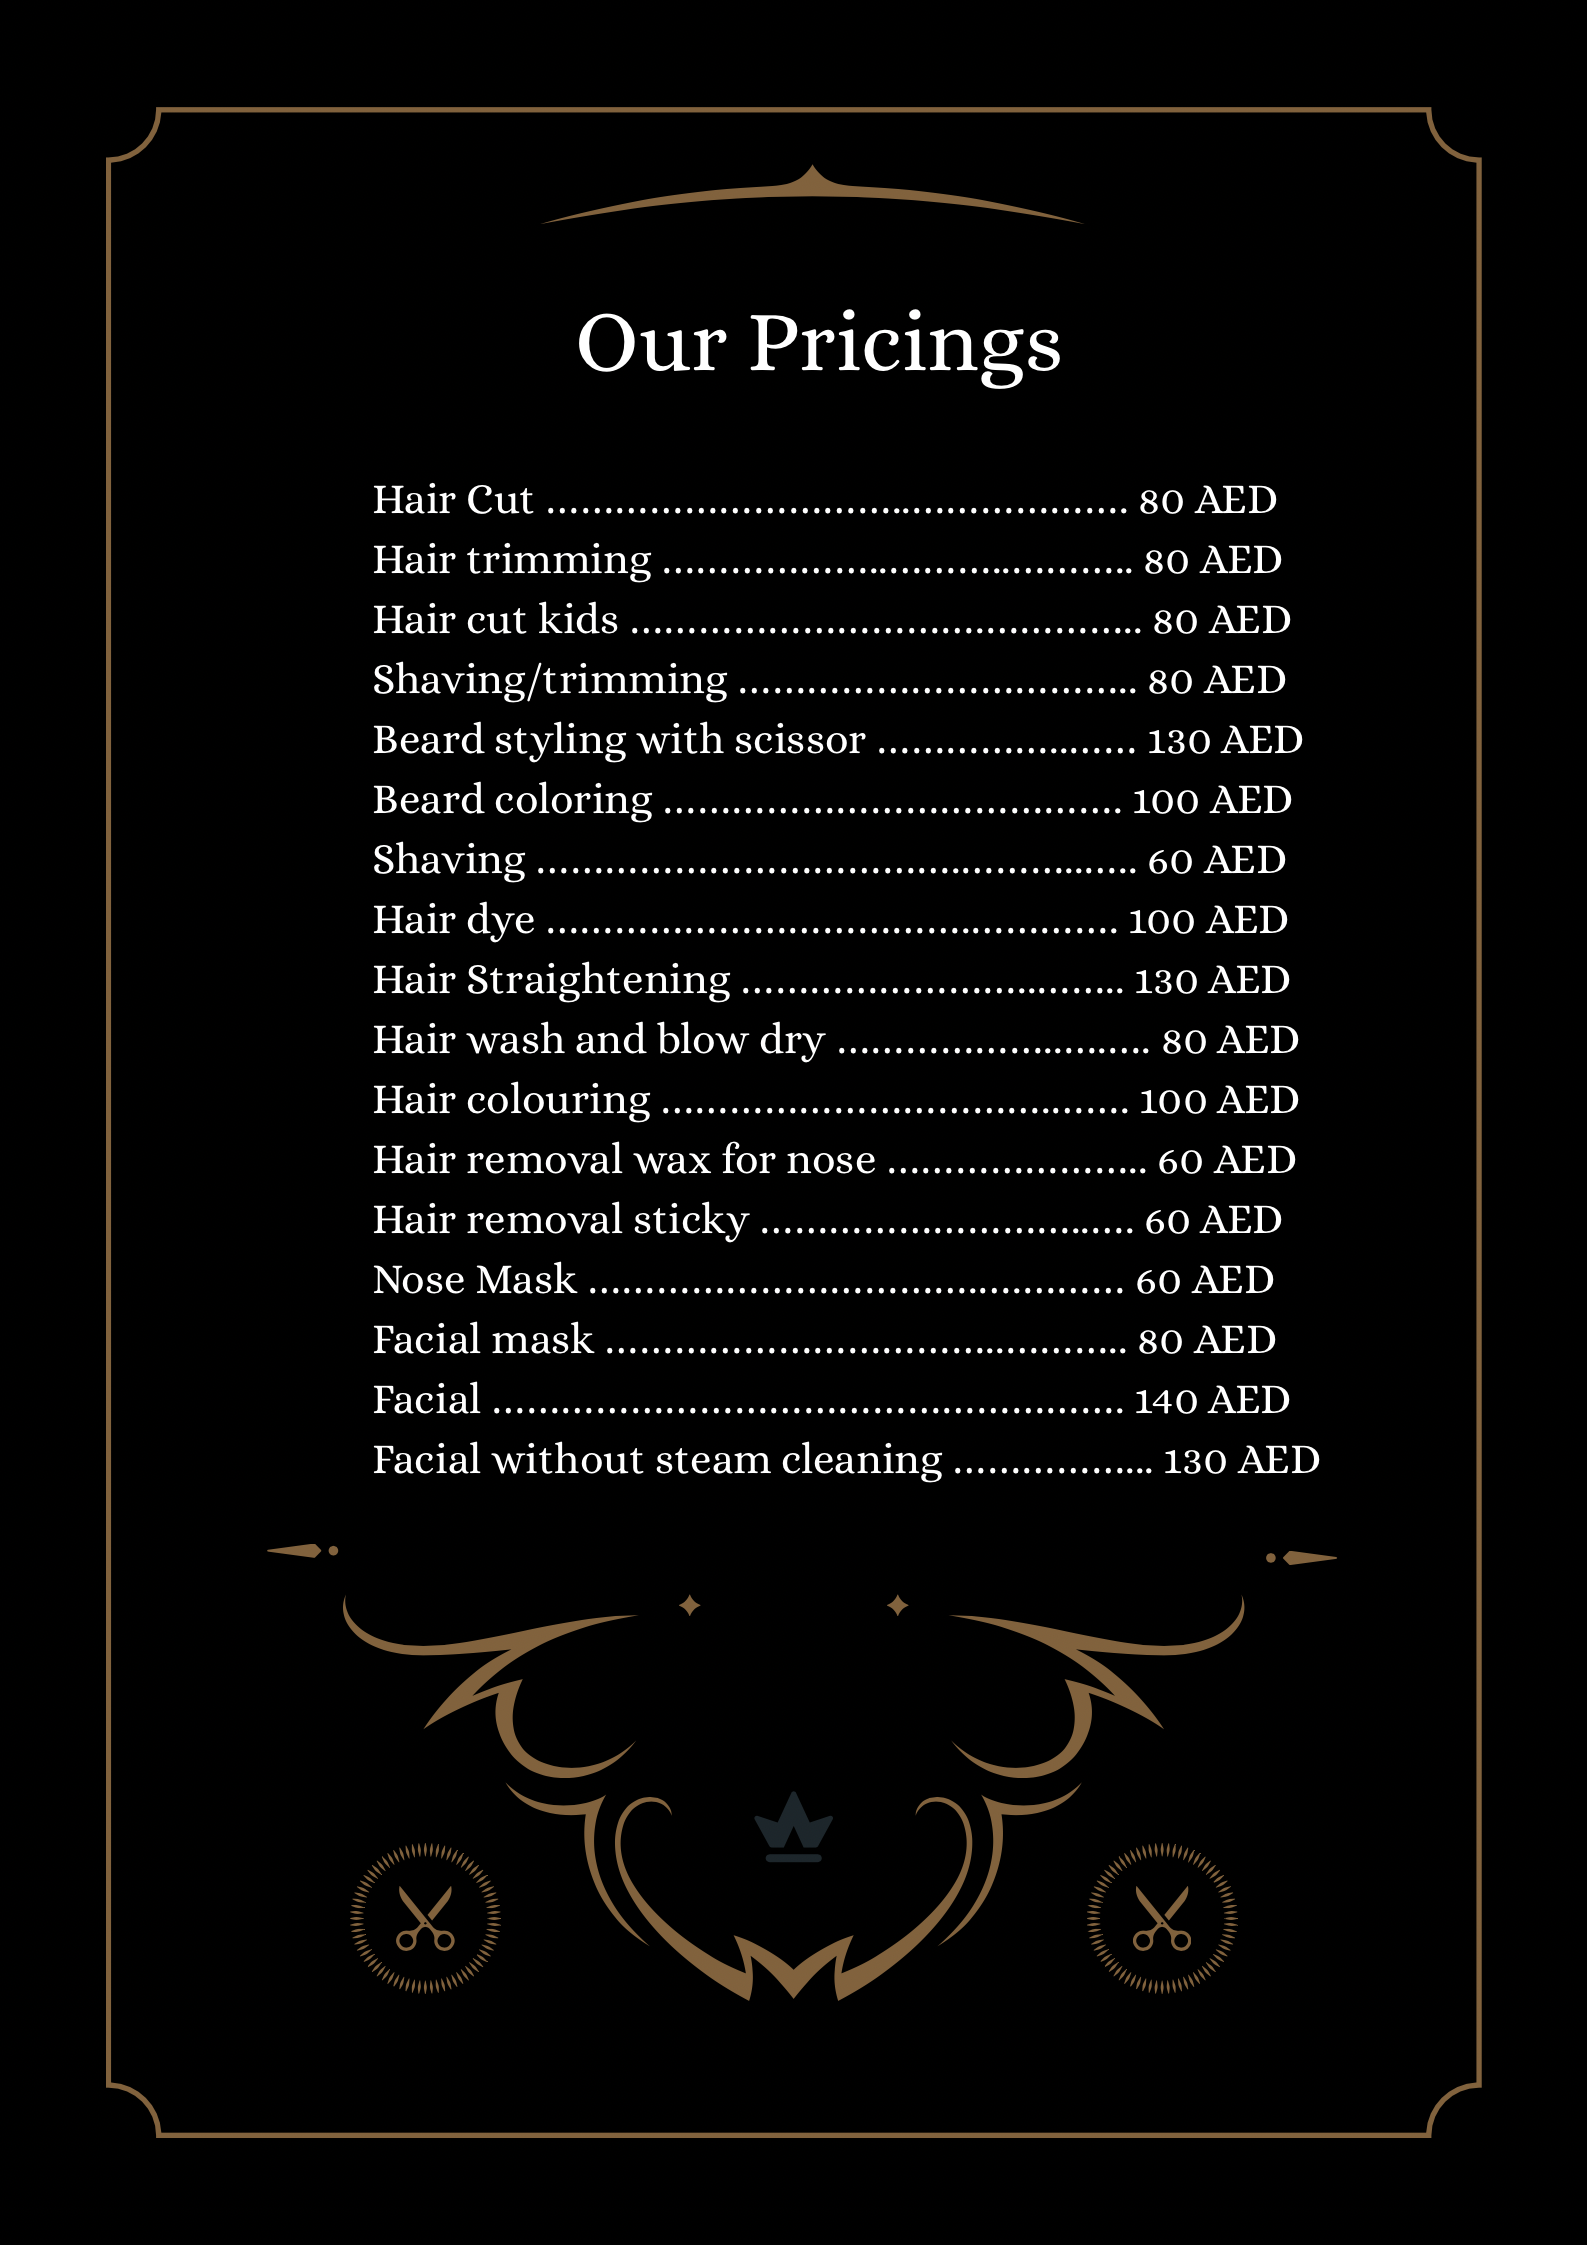 Our Pricings
Hair Cut ................................................... 80 AED
Hair trimming .......................................... 80 AED
Hair cut kids ............................................. 80 AED
Shaving/trimming ................................... 80 AED
Beard styling with scissor ....................... 130 AED
Beard coloring ........................................ 100 AED
Shaving ..................................................... 60 AED
Hair dye .................................................. 100 AED
Hair Straightening .................................. 130 AED
Hair wash and blow dry ............................ 80 AED
Hair colouring ......................................... 100 AED
Hair removal wax for nose ....................... 60 AED
Hair removal sticky ................................. 60 AED
Nose Mask ............................................... 60 AED
Facial mask .............................................. 80 AED
Facial ....................................................... 140 AED
Facial without steam cleaning .................. 130 AED